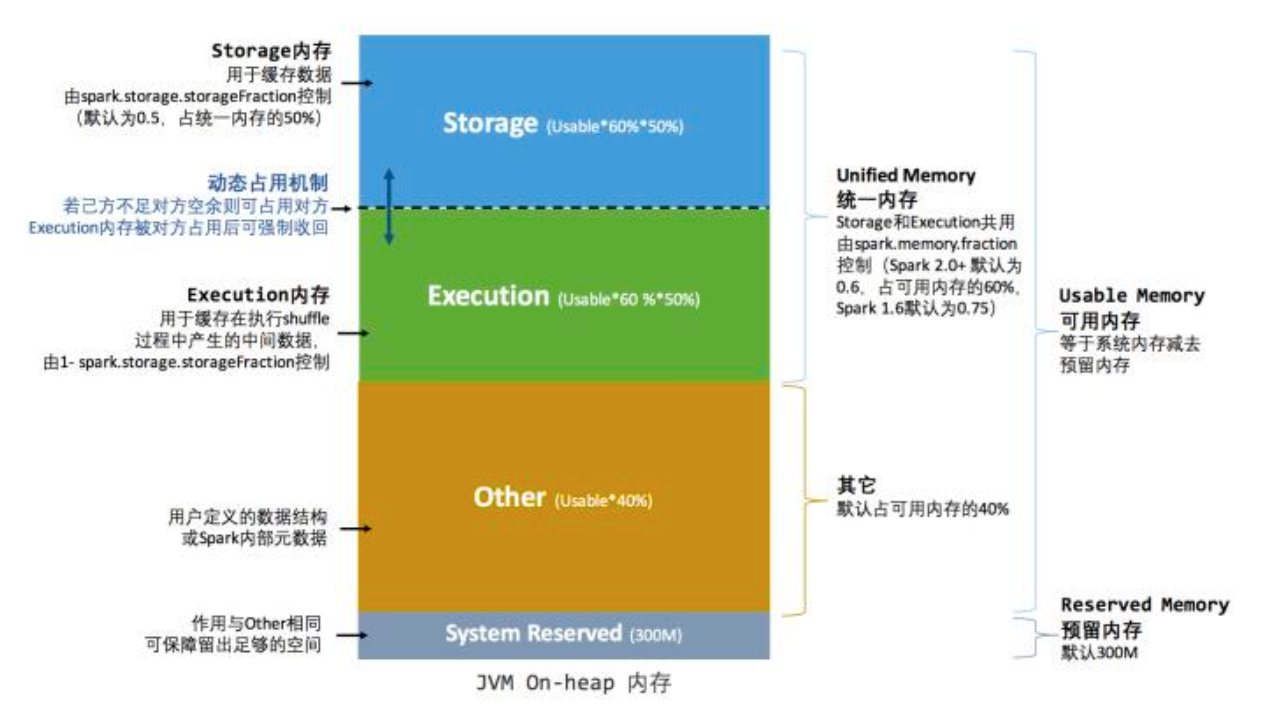 Storage内存
用于缓存数据
由spark.storage.storageFraction控制
（默认为0.5，占统一内存的50%）
动态占用机制
若己方不足对方空余则可占用对方
Execution内存被对方占用后可强制收回
Execution内存
用于缓存在执行shuffle
过程中产生的中间数据，
由1- spark.storage.storageFraction控制
用户定义的数据结构
或Spark内部元数据
作用与Other相同
可保障留出足够的空间
Storage (Usable*60%*50%)
Execution (Usable*60 %*50%)
Other (Usable*40%)
System Reserved (300M)
JVM On-heap 内存
Unified Memory
统一内存
Storage和Execution共用
由spark.memory.fraction
控制（Spark 2.0+ 默认为
0.6，占可用内存的60%，
Spark 1.6默认为0.75）
其它
默认占可用内存的40%
Usable Memory
可用内存
等于系统内存减去
预留内存
Reserved Memory
预留内存
默认300M